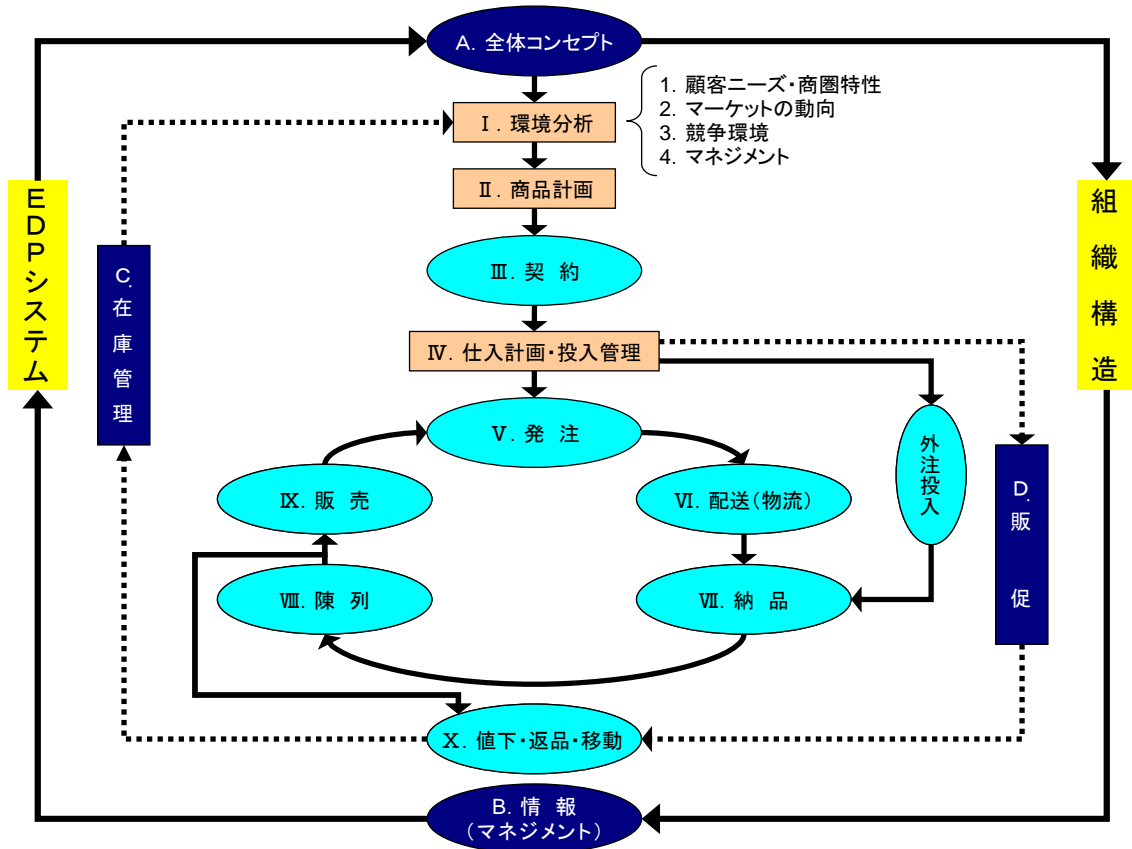 A. 全体コンセプト
Ⅰ. 環境分析
1. 顧客ニーズ・商圏特性
2. マーケットの動向
3. 競争環境
4. マネジメント
Ⅱ. 商品計画
EDPシステム
組織構造
C.在庫管理
Ⅲ. 契 約
Ⅳ. 仕入計画・投入管理
Ⅴ. 発 注
外注投入
Ⅸ. 販 売
Ⅵ. 配送(物流)
D.販 促
Ⅷ. 陳 列
Ⅶ. 納 品
Ⅹ. 値下・返品・移動
B. 情 報
(マネジメント)